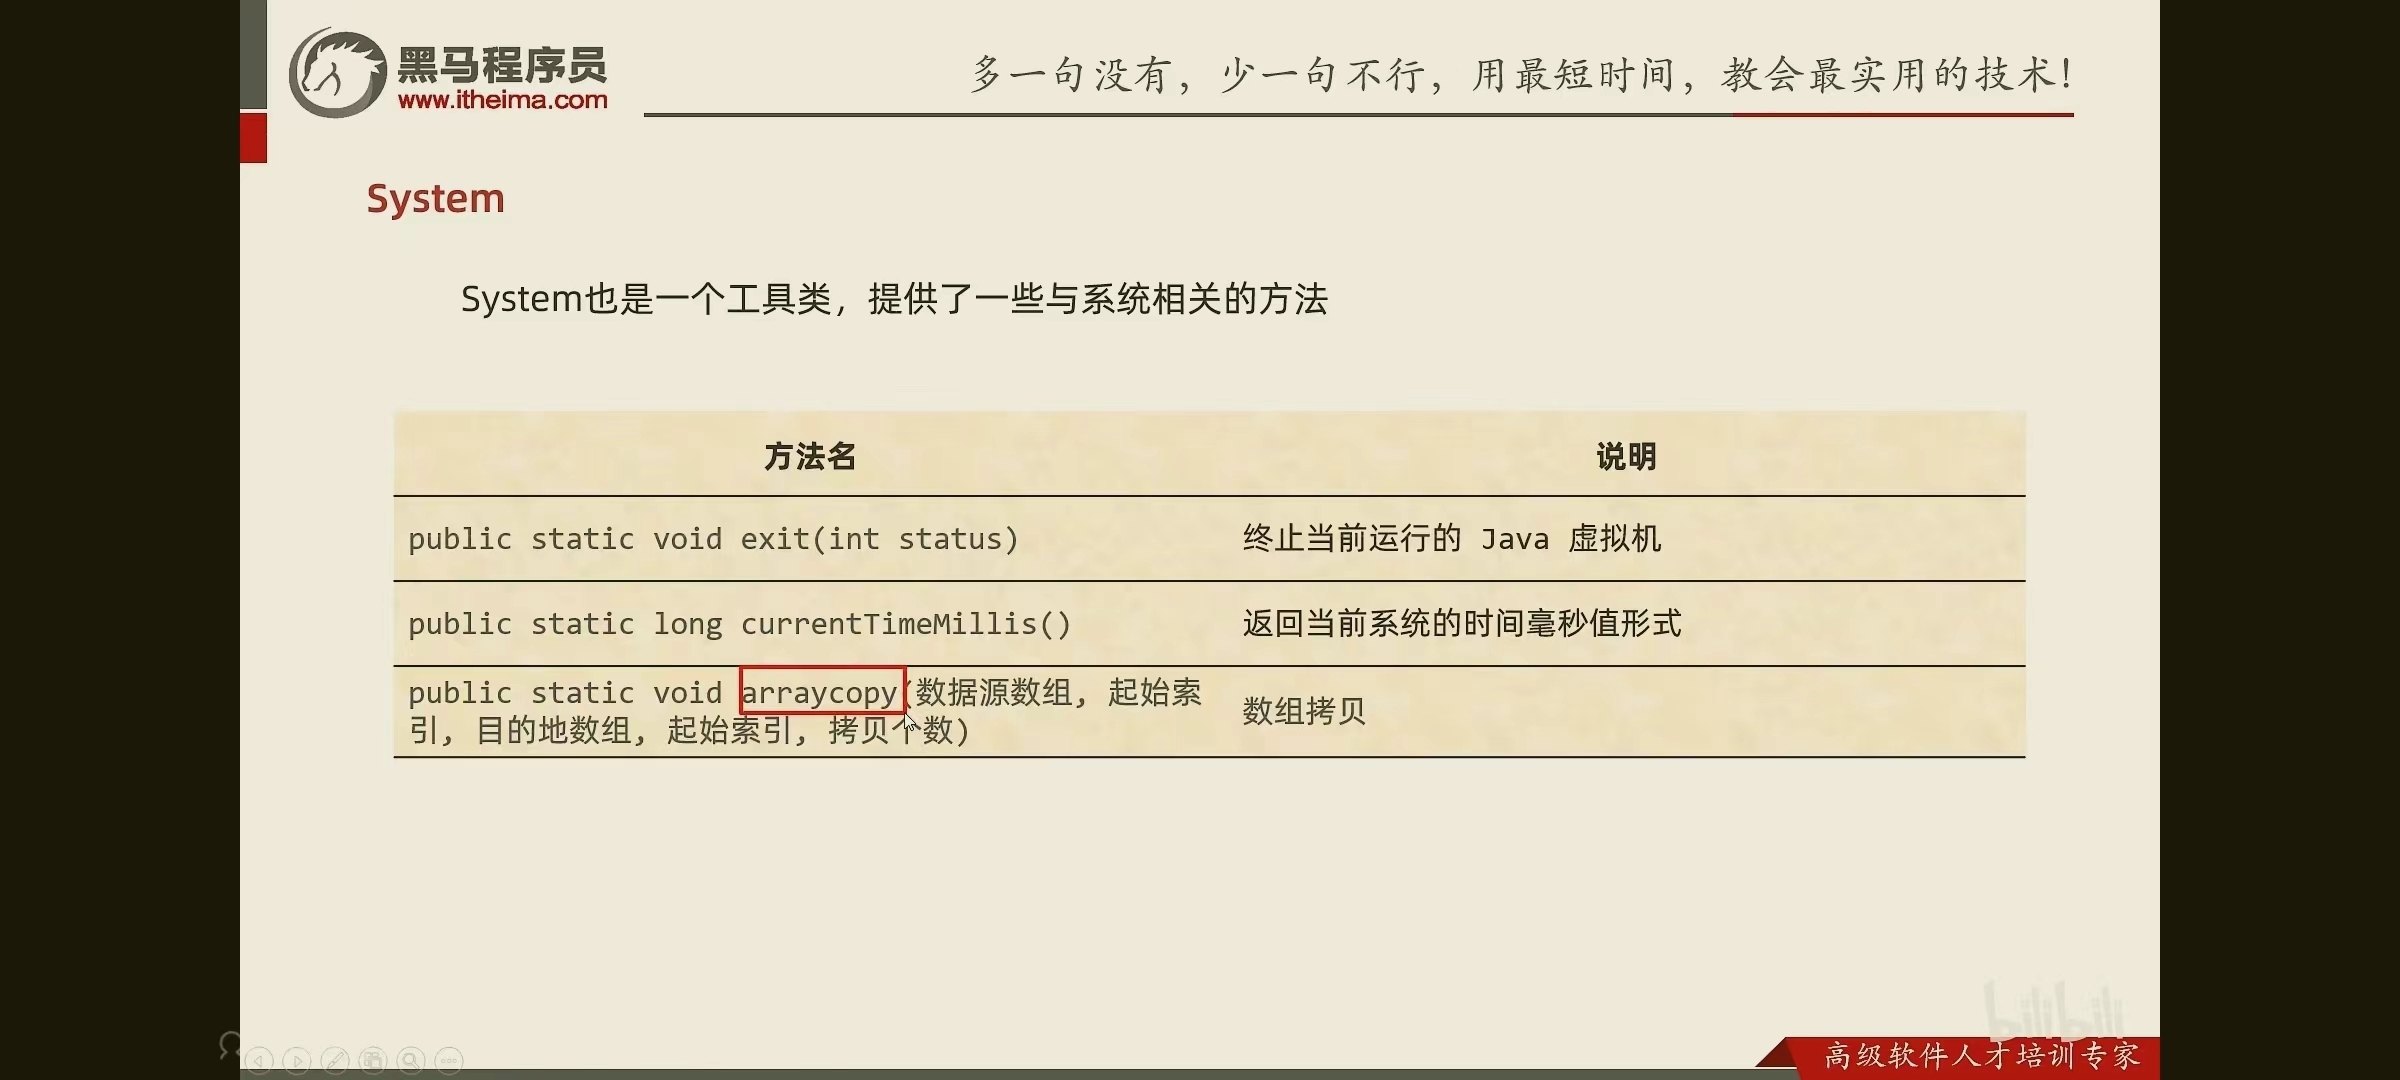 黑马程序员
www.itheima.com
多一句没有，少一句不行，用最短时间，教会最实用的技术！
System
System也是一个工具类，提供了一些与系统相关的方法
方法名
说明
public static void exit(int status)
终止当前运行的 Java 虚拟机
public static long currentTimeMillis()
返回当前系统的时间毫秒值形式
public static void arraycopy(数据源数组, 起始索
引, 目的地数组, 起始索引, 拷贝个数)
数组拷贝
bilibili
高级软件人才培训专家